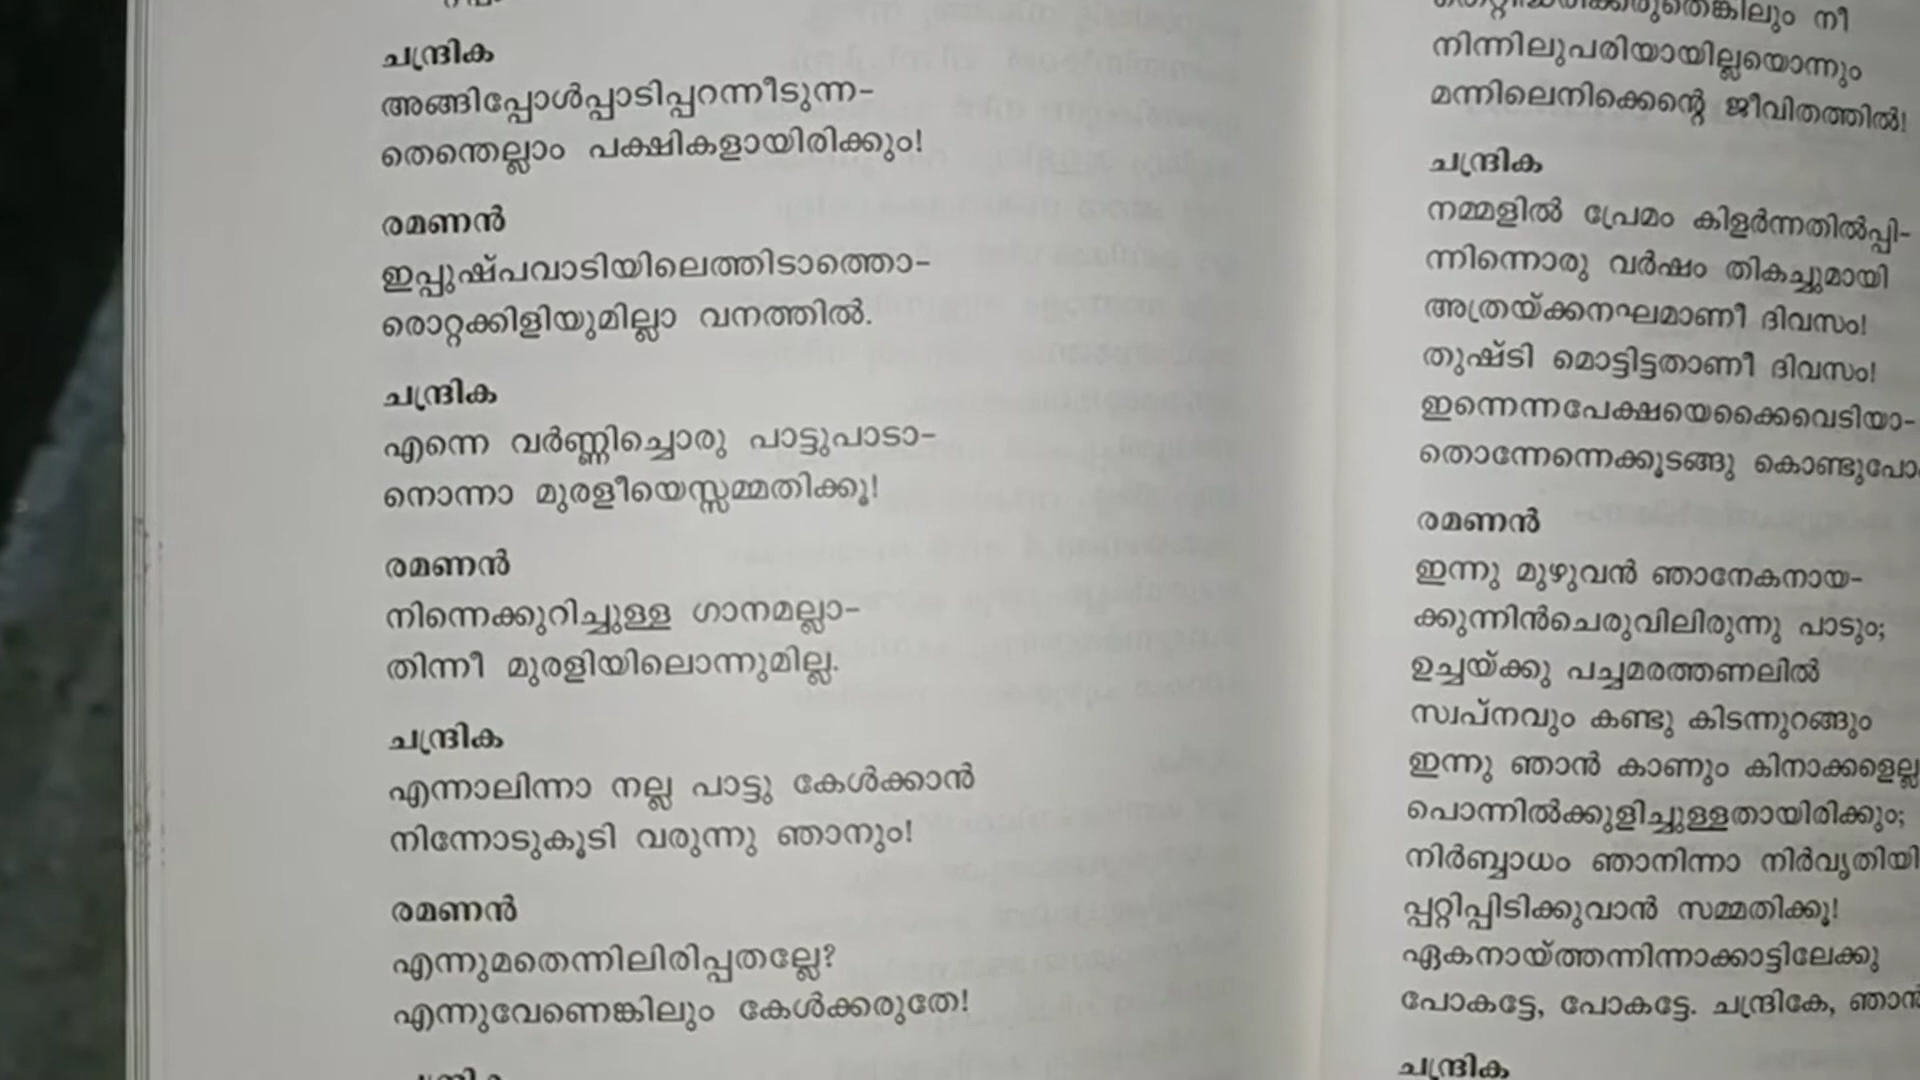 ചന്ദ്രിക
അങ്ങിപ്പോൾപ്പാടിപ്പറന്നീടുന്ന-
തെന്തെല്ലാം പക്ഷികളായിരിക്കും!
രമണൻ
ഇപ്പുഷ്പവാടിയിലെത്തിടാത്തൊ-
രൊറ്റക്കിളിയുമില്ലാ വനത്തിൽ.
ചന്ദ്രിക
എന്നെ വർണ്ണിച്ചൊരു പാട്ടുപാടാ-
നൊന്നാ മുരളീയെസ്സമ്മതിക്കൂ!
രമണൻ
നിന്നെക്കുറിച്ചുള്ള ഗാനമല്ലാ-
തിന്നീ മുരളിയിലൊന്നുമില്ല.
ചന്ദ്രിക
എന്നാലിന്നാ നല്ല പാട്ടു കേൾക്കാൻ
നിന്നോടുകൂടി വരുന്നു ഞാനും!
രമണൻ
എന്നുമതെന്നിലിരിപ്പതല്ലേ?
എന്നുവേണെങ്കിലും കേൾക്കരുതേ!
നീ
നിന്നിലുപരിയായില്ലയൊന്നും
മന്നിലെനിക്കെന്റെ ജീവിതത്തിൽ!
ചന്ദ്രിക
നമ്മളിൽ പ്രേമം കിളർന്നതിൽപ്പി-
ന്നിന്നൊരു വർഷം തികച്ചുമായി
അത്രയ്ക്കനഘമാണീ ദിവസം!
തുഷ്ടി മൊട്ടിട്ടതാണീ ദിവസം!
ഇന്നെന്നപേക്ഷയെക്കൈവെടിയാ-
തൊന്നേന്നെക്കൂടങ്ങു
രമണൻ
ഇന്നു മുഴുവൻ ഞാനേകനായ-
ക്കുന്നിൻചെരുവിലിരുന്നു പാടും;
ഉച്ചയ്ക്കു പച്ചമരത്തണലിൽ
സ്വപ്നവും കണ്ടു കിടന്നുറങ്ങും
ഇന്നു ഞാൻ കാണും
പൊന്നിൽക്കുളിച്ചുള്ളതായിരിക്കും;
നിർബ്ബാധം ഞാനിന്നാ
പ്പറ്റിപ്പിടിക്കുവാൻ സമ്മതിക്കൂ!
ഏകനായ്ത്തന്നിന്നാക്കാട്ടിലേക്കു
പോകട്ടേ, പോകട്ടേ. ചന്ദ്രികേ,
ചന്ദ്രിക